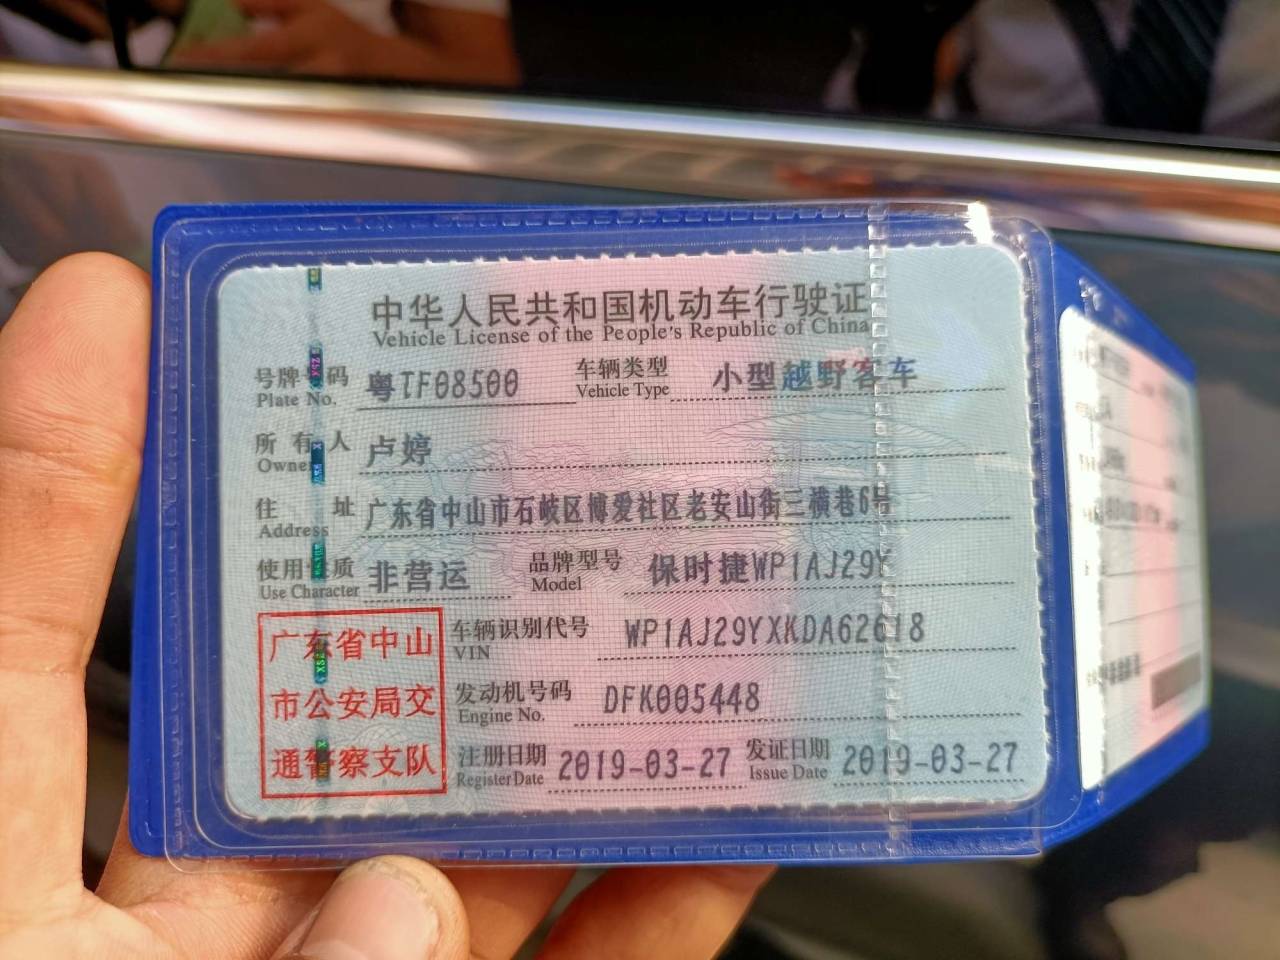 中华人民共和国机动车行驶证
Vehicle License of the People's Republic of China
号牌号码 粤TF08500 车辆类型 小型越野客车
Plate No. Vehicle Type
所有人 卢婷
Owner
住址 广东省中山市石岐区博爱社区老安山街三横巷6号
Address
使用性质 非营运 品牌型号 保时捷WP1AJ29Y
Use Character Model
车辆识别代号 WP1AJ29YXKDA62618
VIN
发动机号码 DFK005448
Engine No.
注册日期 2019-03-27 发证日期 2019-03-27
Register Date Issue Date
广东省中山
市公安局交
通警察支队